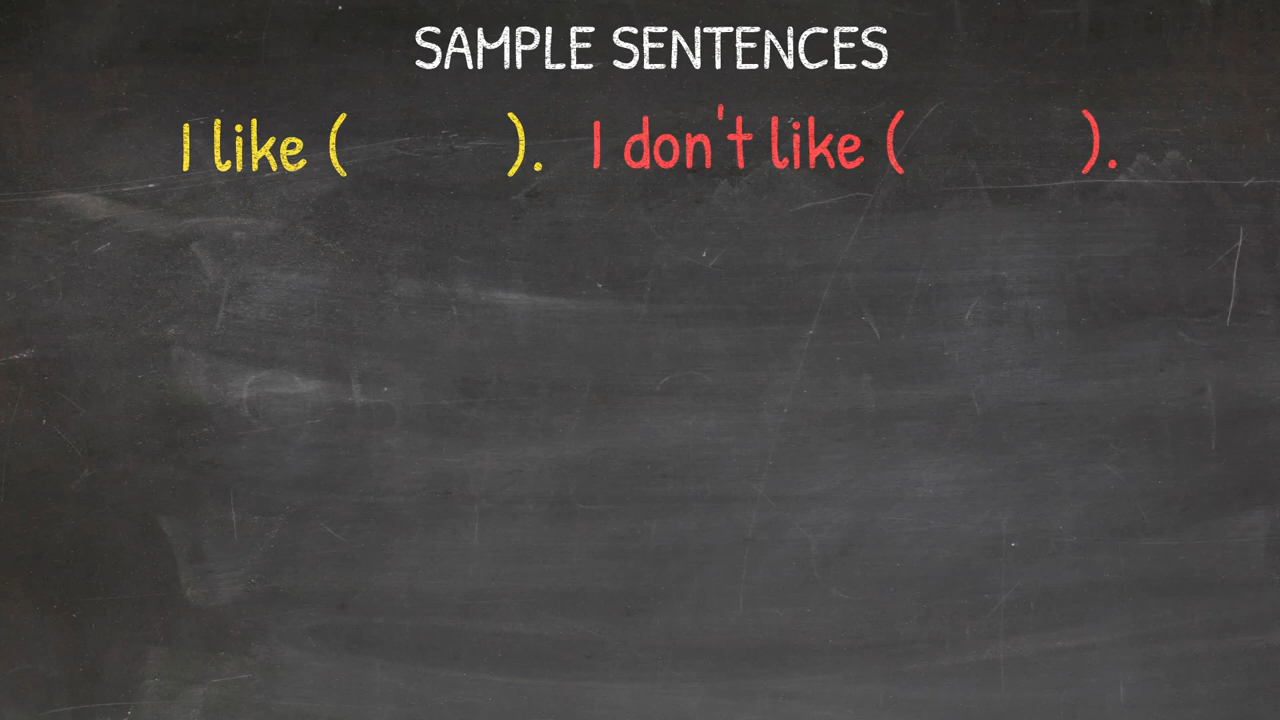 SAMPLE SENTENCES
I like (          ). I don't like (          ).